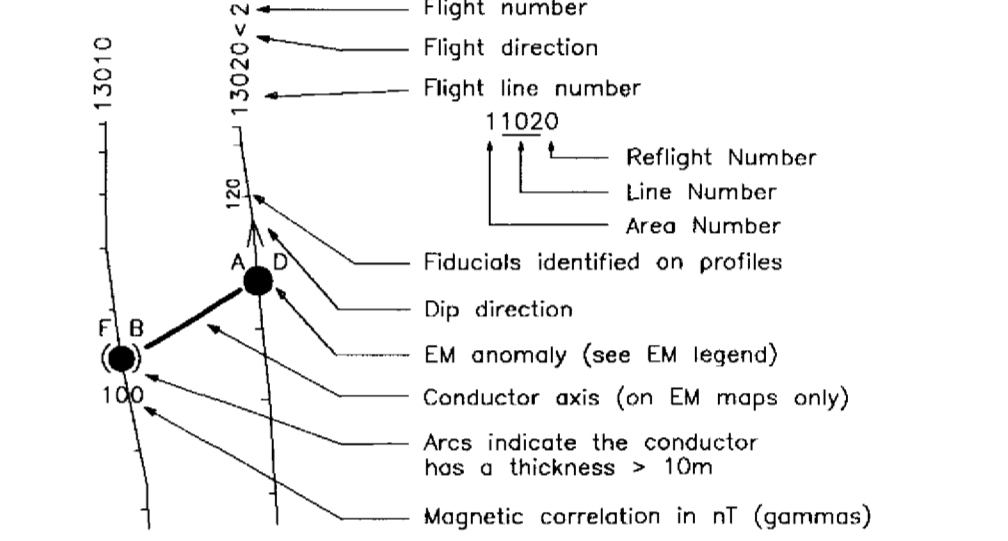 Flight number
Flight direction
Flight line number
13010
13020 < 2
11020
Reflight Number
Line Number
Area Number
120
Fiducials identified on profiles
A D
Dip direction
EM anomaly (see EM legend)
F B
Conductor axis (on EM maps only)
100
Arcs indicate the conductor
has a thickness > 10m
Magnetic correlation in nT (gammas)